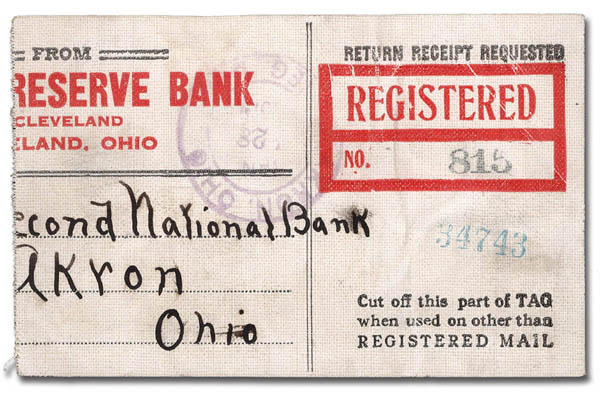 FROM
RESERVE BANK
CLEVELAND
ELAND, OHIO
econd National Bank
Akron
Ohio
RETURN RECEIPT REQUESTED
REGISTERED
NO. 815
34743
Cut off this part of TAG
when used on other than
REGISTERED MAIL
28